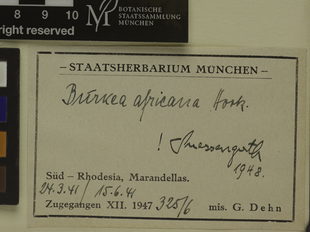 8 9 10
BOTANISCHE
STAATSSAMMLUNG
MÜNCHEN
right reserved
– STAATSHERBARIUM MÜNCHEN –
Burkea africana Hook.
! Suessenguth
1948.
Süd – Rhodesia, Marandellas.
24.3.41 / 15.6.41
Zugegangen XII. 1947 325/6 mis. G. Dehn